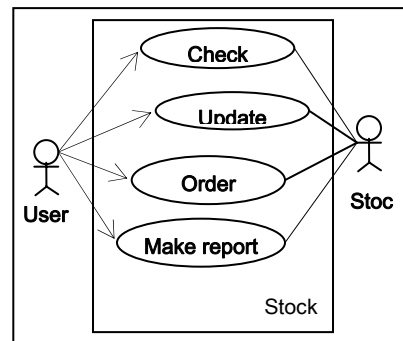 Check
Update
Order
User
Stoc
Make report
Stock